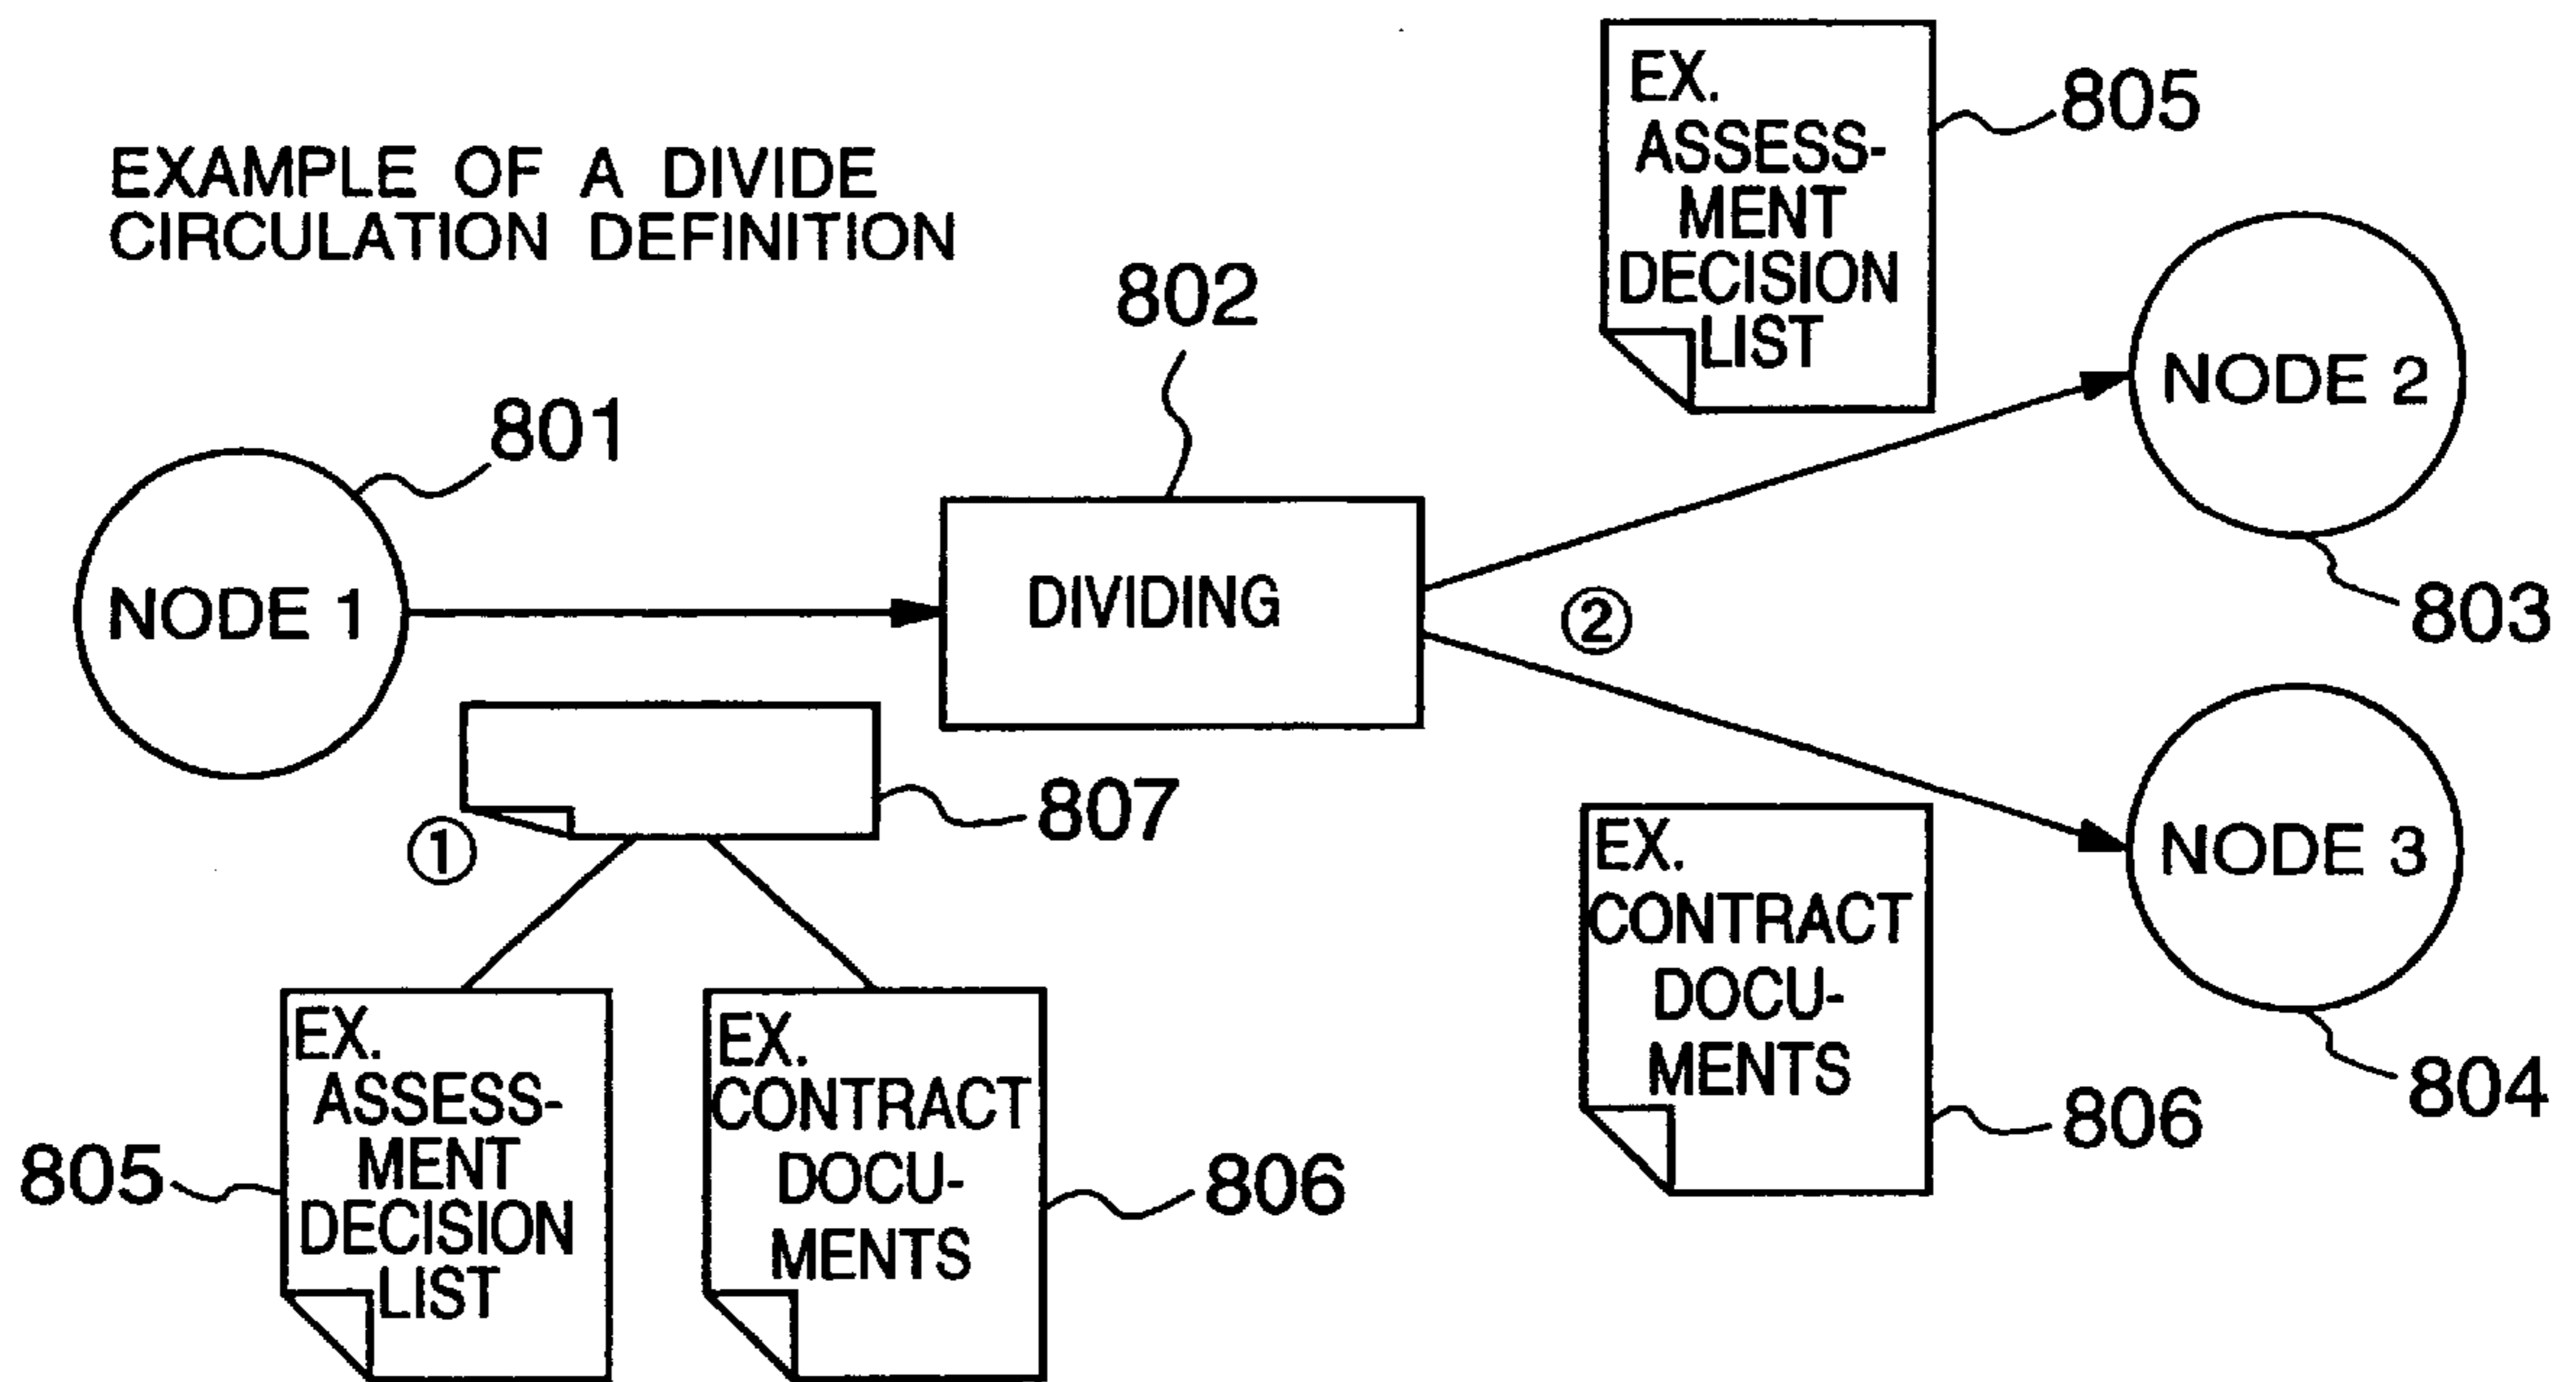 EXAMPLE OF A DIVIDE
CIRCULATION DEFINITION
801
NODE 1
802
DIVIDING
EX.
ASSESS-
MENT
DECISION
LIST
805
NODE 2
803
②
807
①
EX.
ASSESS-
MENT
DECISION
LIST
805
EX.
CONTRACT
DOCU-
MENTS
806
EX.
CONTRACT
DOCU-
MENTS
806
NODE 3
804